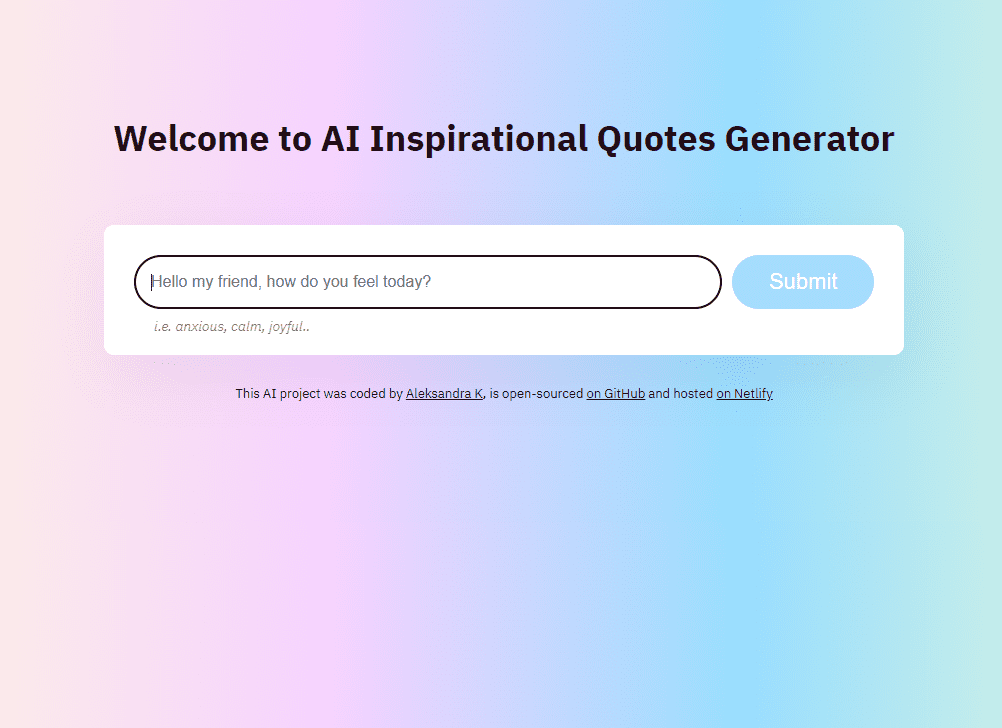 Welcome to AI Inspirational Quotes Generator
Hello my friend, how do you feel today?
Submit
i.e. anxious, calm, joyful..
This AI project was coded by Aleksandra K, is open-sourced on GitHub and hosted on Netlify